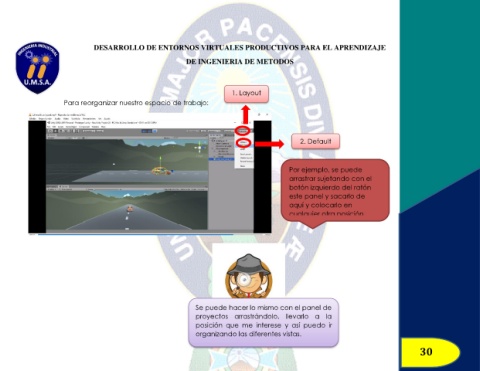 DESARROLLO DE ENTORNOS VIRTUALES PRODUCTIVOS PARA EL APRENDIZAJE
DE INGENIERIA DE METODOS
INGENIERIA INDUSTRIAL
U.M.S.A.
1. Layout
Para reorganizar nuestro espacio de trabajo:
2. Default
Por ejemplo, se puede
arrastrar sujetando con el
botón izquierdo del ratón
este panel y sacarlo de
aquí y colocarlo en
cualquier otra posición
Se puede hacer lo mismo con el panel de
proyectos arrastrándolo, llevarlo a la
posición que me interese y así puedo ir
organizando las diferentes vistas.
30
MAJOR PACENSIS DI